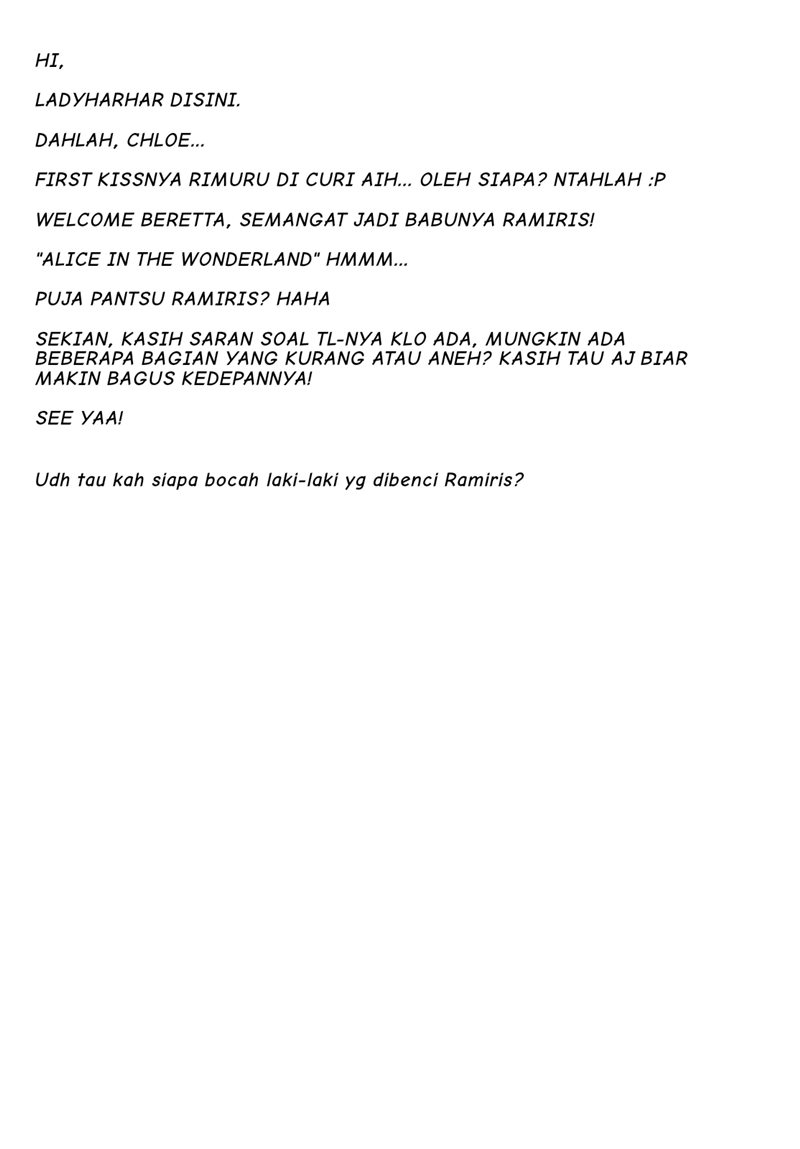 HI,
LADYHARHAR DISINI.
DAHLAH, CHLOE...
FIRST KISSNYA RIMURU DI CURI AIH... OLEH SIAPA? NTAHLAH :P
WELCOME BERETTA, SEMANGAT JADI BABUNYA RAMIRIS!
"ALICE IN THE WONDERLAND" HMMM...
PUJA PANTSU RAMIRIS? HAHA
SEKIAN, KASIH SARAN SOAL TL-NYA KLO ADA, MUNGKIN ADA
BEBERAPA BAGIAN YANG KURANG ATAU ANEH? KASIH TAU AJ BIAR
MAKIN BAGUS KEDEPANNYA!
SEE YAA!
Udh tau kah siapa bocah laki-laki yg dibenci Ramiris?